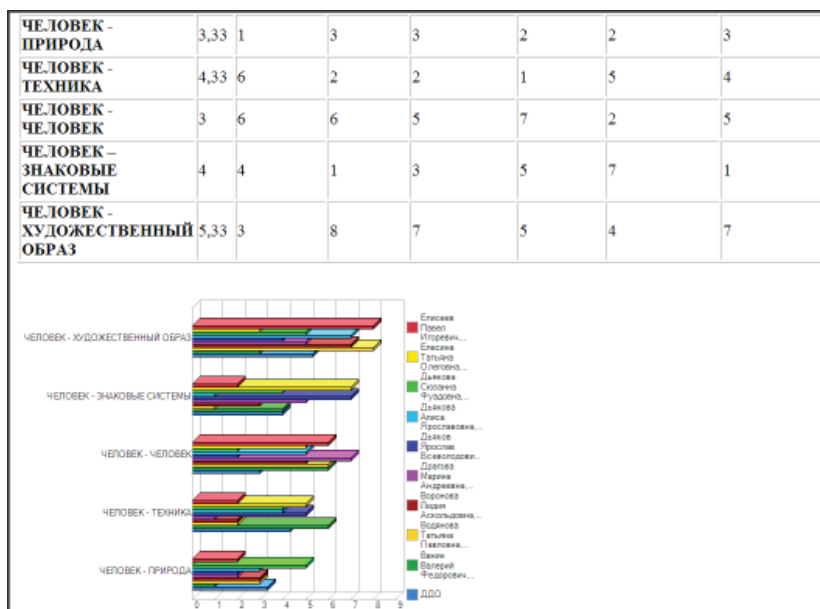 ЧЕЛОВЕК - ПРИРОДА 3,33 1 3 3 2 2 3
ЧЕЛОВЕК - ТЕХНИКА 4,33 6 2 2 1 5 4
ЧЕЛОВЕК - ЧЕЛОВЕК 3 6 6 5 7 2 5
ЧЕЛОВЕК – ЗНАКОВЫЕ СИСТЕМЫ 4 4 1 3 5 7 1
ЧЕЛОВЕК - ХУДОЖЕСТВЕННЫЙ ОБРАЗ 5,33 3 8 7 5 4 7
ЧЕЛОВЕК - ХУДОЖЕСТВЕННЫЙ ОБРАЗ
ЧЕЛОВЕК - ЗНАКОВЫЕ СИСТЕМЫ
ЧЕЛОВЕК - ЧЕЛОВЕК
ЧЕЛОВЕК - ТЕХНИКА
ЧЕЛОВЕК - ПРИРОДА
0 1 2 3 4 5 6 7 8 9
Елисеев
Павел
Игоревич,...
Елесина
Татьяна
Олеговна,...
Дьякова
Сюзанна
Фуадовна,...
Дьякова
Алиса
Ярославовна,...
Дьяков
Ярослав
Всеволодови...
Драгова
Марина
Андреевна,...
Воронова
Лидия
Аскольдовна,...
Водянова
Татьяна
Павловна,...
Ванин
Валерий
Федорович,...
ДДО